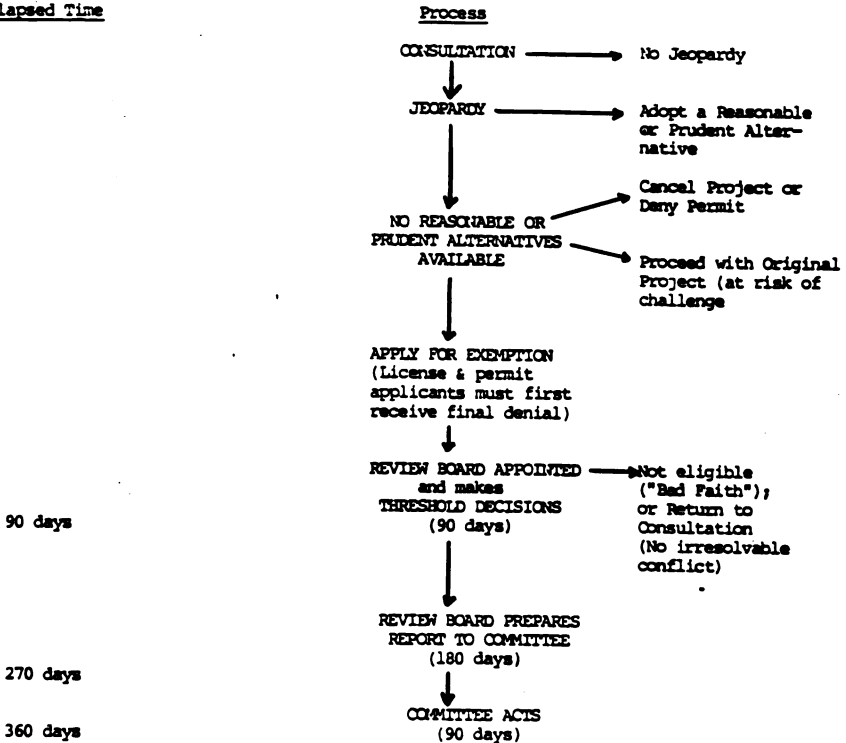 lapsed Time
Process
CONSULTATION
No Jeopardy
JEOPARDY
Adopt a Reasonable
or Prudent Alter-
native
Cancel Project or
Deny Permit
NO REASONABLE OR
PRUDENT ALTERNATIVES
AVAILABLE
Proceed with Original
Project (at risk of
challenge
APPLY FOR EXEMPTION
(License & permit
applicants must first
receive final denial)
REVIEW BOARD APPOINTED
and makes
THRESHOLD DECISIONS
(90 days)
Not eligible
("Bad Faith");
or Return to
Consultation
(No irresolvable
conflict)
90 days
REVIEW BOARD PREPARES
REPORT TO COMMITTEE
(180 days)
270 days
COMMITTEE ACTS
(90 days)
360 days